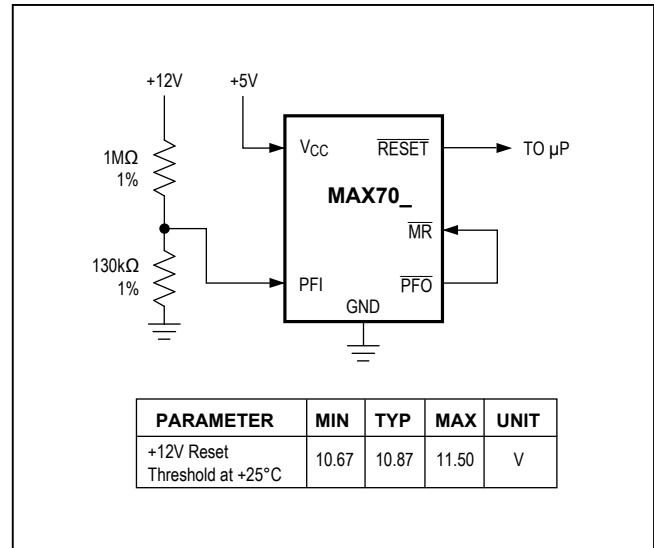 +12V +5V
1MΩ
1%
VCC RESET TO µP
MAX70_
MR
130kΩ
1%
PFI PFO
GND
PARAMETER MIN TYP MAX UNIT
+12V Reset
Threshold at +25°C 10.67 10.87 11.50 V